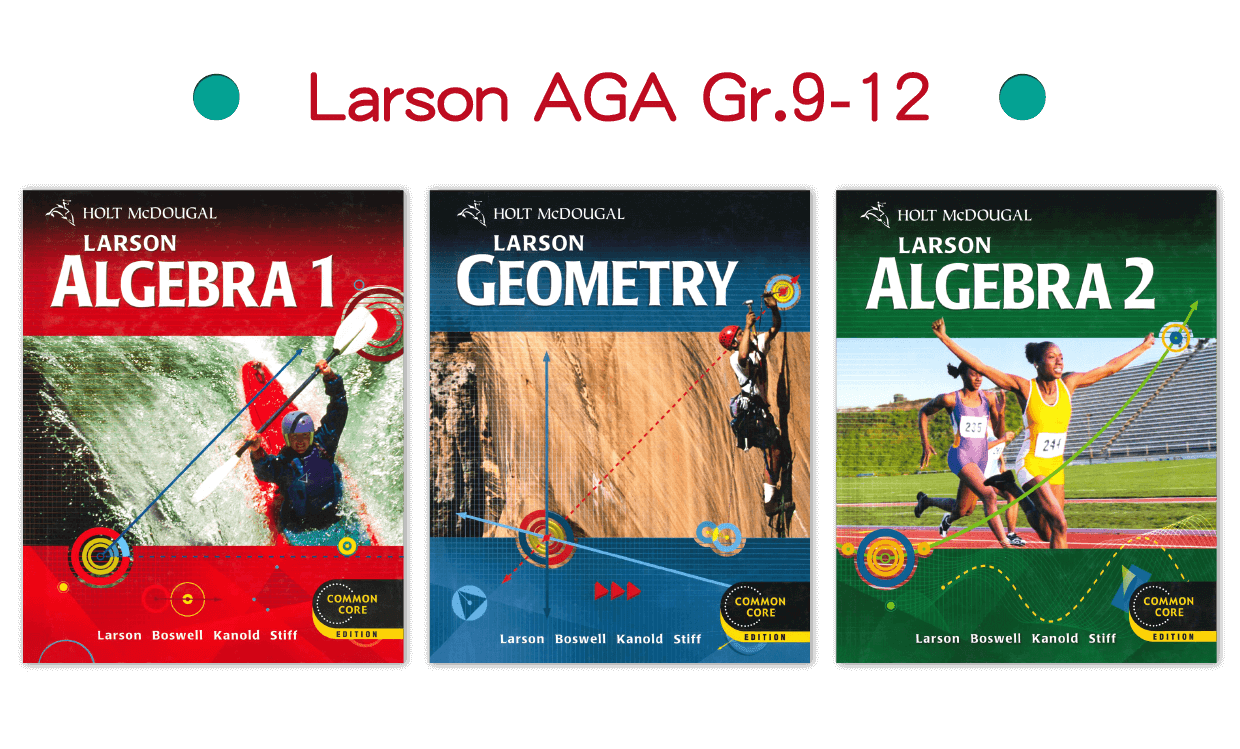 Larson AGA Gr.9-12
HOLT McDOUGAL
LARSON
ALGEBRA 1
COMMON
CORE
EDITION
Larson Boswell Kanold Stiff
HOLT McDOUGAL
LARSON
GEOMETRY
COMMON
CORE
EDITION
Larson Boswell Kanold Stiff
HOLT McDOUGAL
LARSON
ALGEBRA 2
235
244
COMMON
CORE
EDITION
Larson Boswell Kanold Stiff